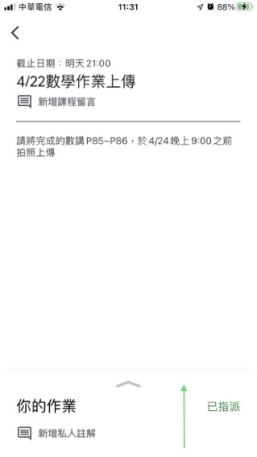 中華電信 11:31 88%
截止日期：明天 21:00
4/22數學作業上傳
新增課程留言
請將完成的數講 P85~P86，於 4/24 晚上 9:00 之前
拍照上傳
你的作業 已指派
新增私人註解